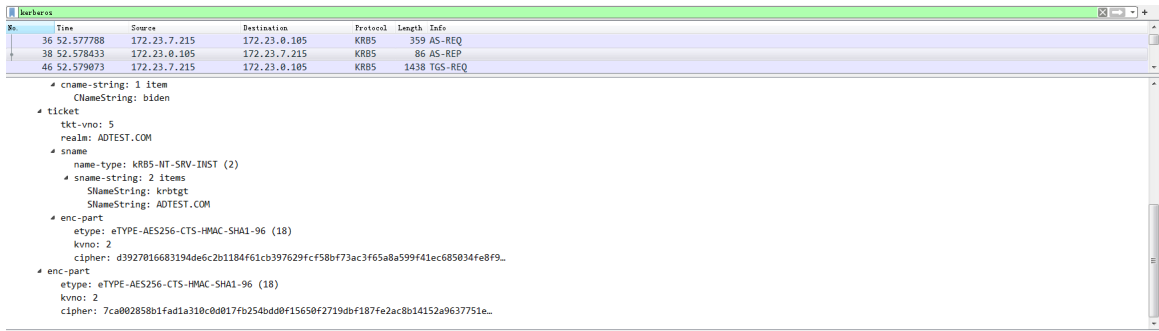 kerberos
No. Time Source Destination Protocol Length Info
36 52.577788 172.23.7.215 172.23.0.105 KRB5 359 AS-REQ
38 52.578433 172.23.0.105 172.23.7.215 KRB5 86 AS-REP
46 52.579073 172.23.7.215 172.23.0.105 KRB5 1438 TGS-REQ
cname-string: 1 item
CNameString: biden
ticket
tkt-vno: 5
realm: ADTEST.COM
sname
name-type: kRB5-NT-SRV-INST (2)
sname-string: 2 items
SNameString: krbtgt
SNameString: ADTEST.COM
enc-part
etype: eTYPE-AES256-CTS-HMAC-SHA1-96 (18)
kvno: 2
cipher: d3927016683194de6c2b1184f61cb397629fcf58bf73ac3f65a8a599f41ec685034fe8f9…
enc-part
etype: eTYPE-AES256-CTS-HMAC-SHA1-96 (18)
kvno: 2
cipher: 7ca002858b1fad1a310c0d017fb254bdd0f15650f2719dbf187fe2ac8b14152a9637751e…